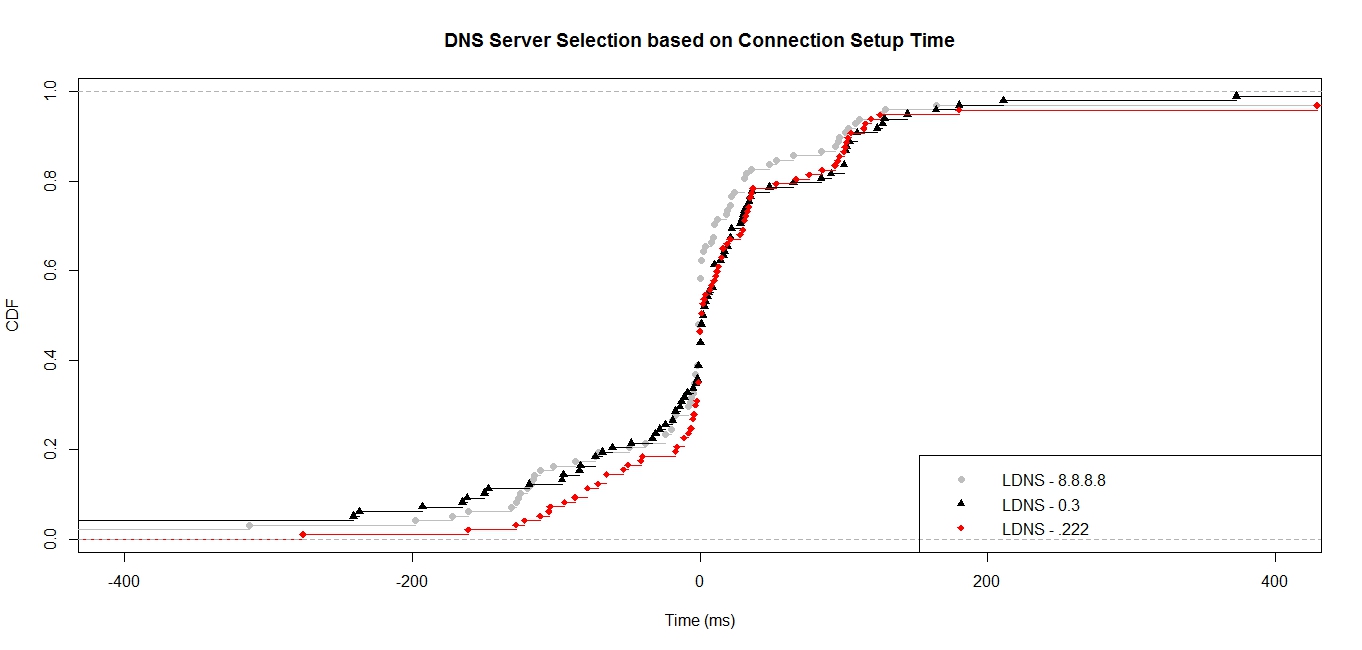 DNS Server Selection based on Connection Setup Time
CDF
1.0
0.8
0.6
0.4
0.2
0.0
-400
-200
0
200
400
Time (ms)
LDNS - 8.8.8.8
LDNS - 0.3
LDNS - .222